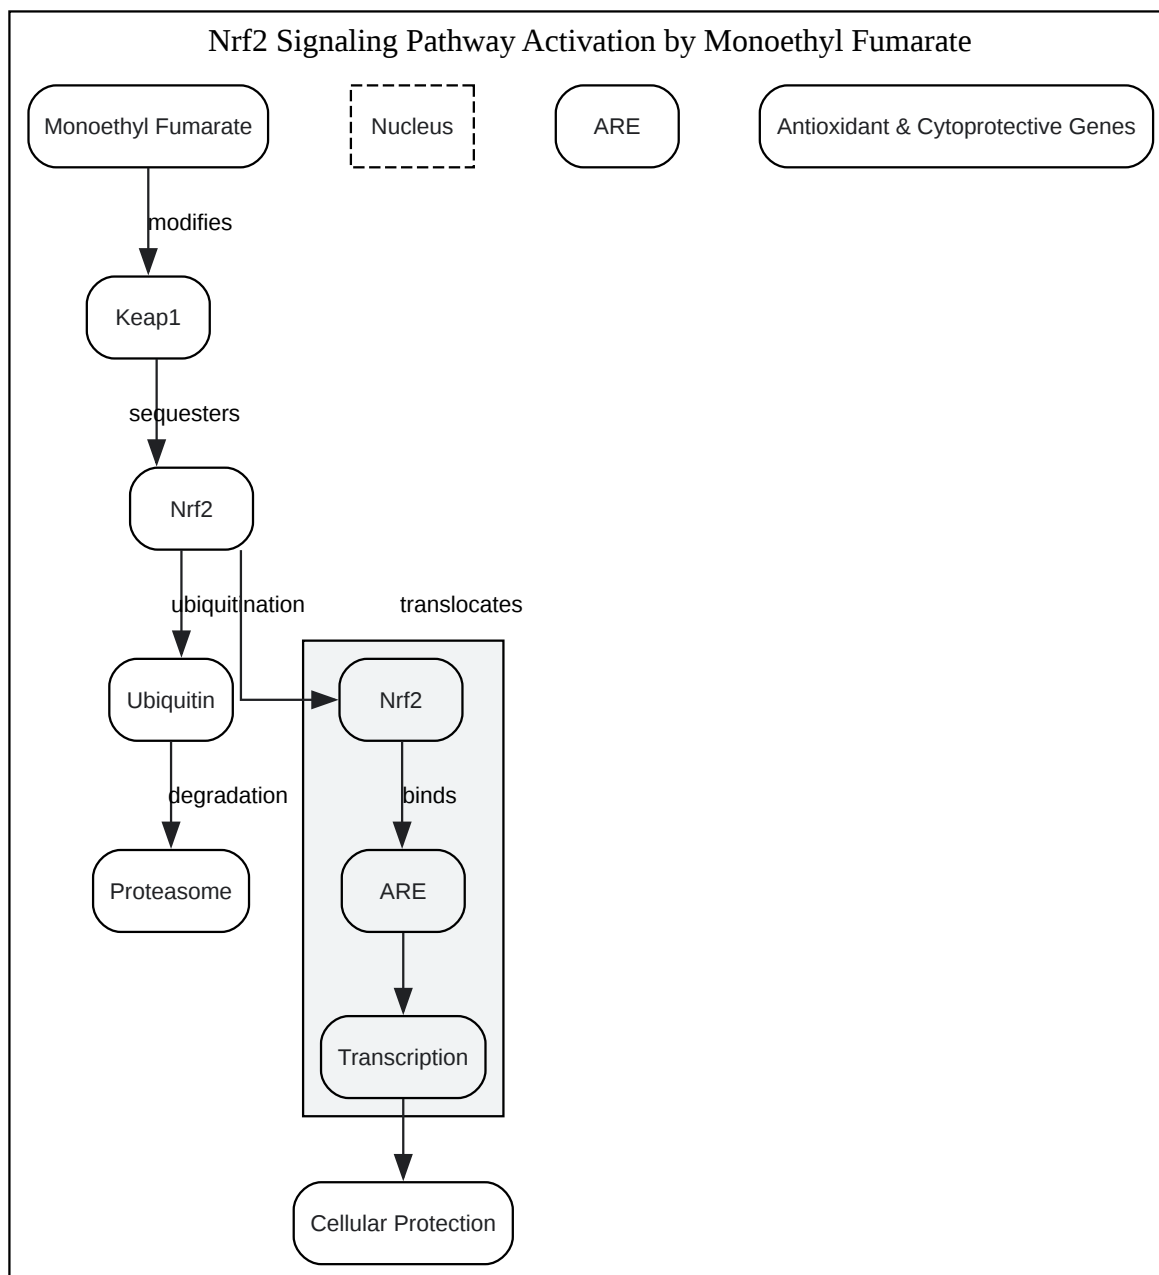 Nrf2 Signaling Pathway Activation by Monoethyl Fumarate
Monoethyl Fumarate
Nucleus
ARE
Antioxidant & Cytoprotective Genes
modifies
Keap1
sequesters
Nrf2
ubiquitination
translocates
Ubiquitin
Nrf2
degradation
binds
Proteasome
ARE
Transcription
Cellular Protection